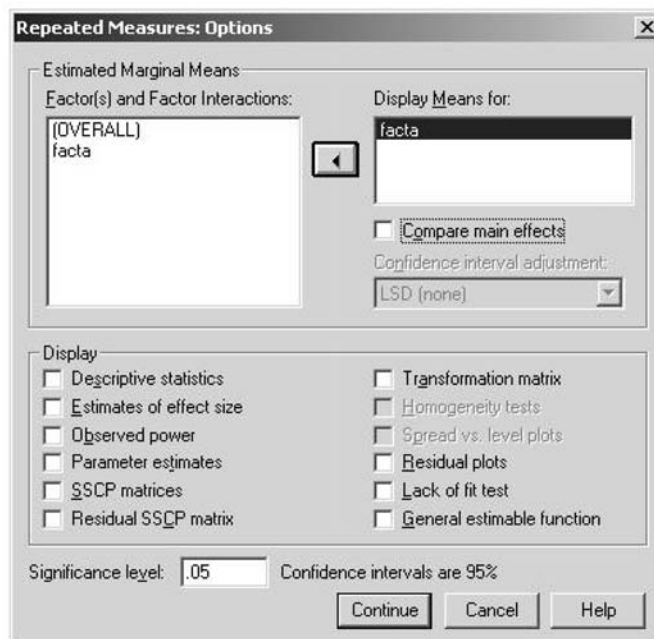 Repeated Measures: Options
Estimated Marginal Means
Factor(s) and Factor Interactions:
(OVERALL)
facta
Display Means for:
facta
Compare main effects
Confidence interval adjustment:
LSD (none)
Display
Descriptive statistics
Estimates of effect size
Observed power
Parameter estimates
SSCP matrices
Residual SSCP matrix
Transformation matrix
Homogeneity tests
Spread vs. level plots
Residual plots
Lack of fit test
General estimable function
Significance level: .05 Confidence intervals are 95%
Continue Cancel Help